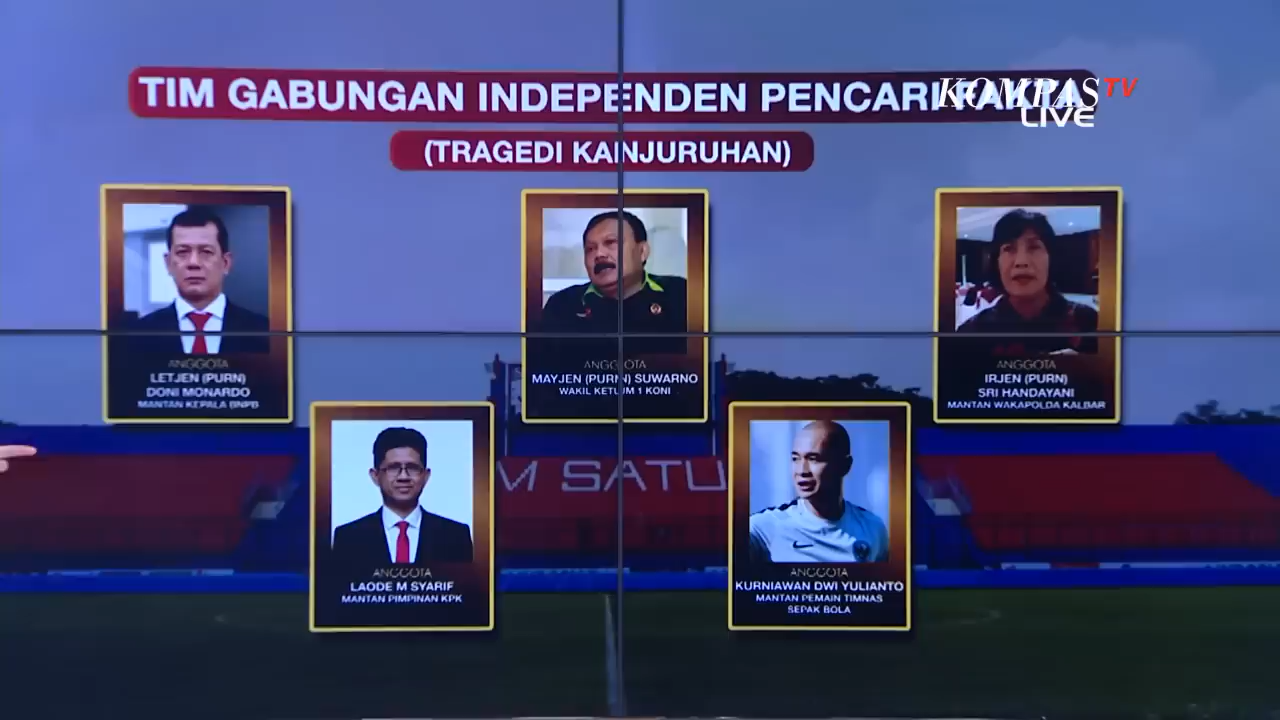 TIM GABUNGAN INDEPENDEN PENCARI FAKTA
KOMPAS TV
LIVE
(TRAGEDI KANJURUHAN)
ANGGOTA
LETJEN (PURN)
DONI MONARDO
MANTAN KEPALA BNPB
ANGGOTA
MAYJEN (PURN) SUWARNO
WAKIL KETUM 1 KONI
ANGGOTA
IRJEN (PURN)
SRI HANDAYANI
MANTAN WAKAPOLDA KALBAR
ANGGOTA
LAODE M SYARIF
MANTAN PIMPINAN KPK
ANGGOTA
KURNIAWAN DWI YULIANTO
MANTAN PEMAIN TIMNAS
SEPAK BOLA
M SATU